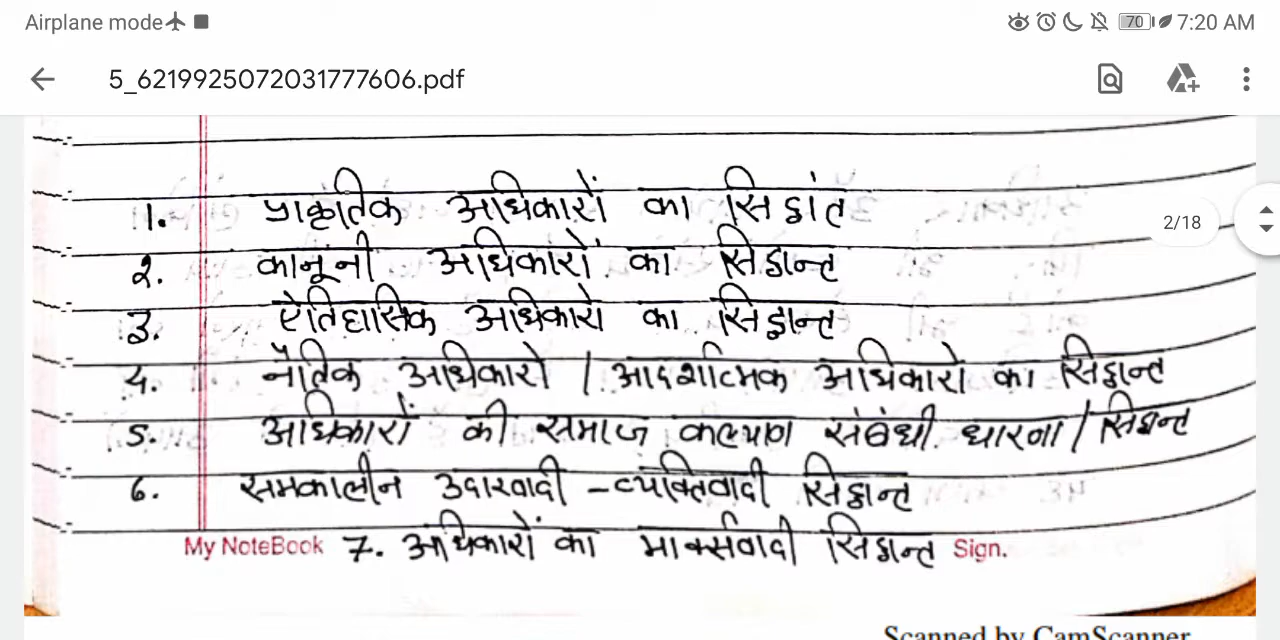 Airplane mode 70 7:20 AM
5_6219925072031777606.pdf
1. प्राकृतिक अधिकारों का सिद्धांत
2/18
2. कानूनी अधिकारों का सिद्धान्त
3. ऐतिहासिक अधिकारो का सिद्धान्त
4. नैतिक अधिकारो / आदर्शात्मक अधिकारो का सिद्धान्त
5. अधिकारों की समाज कल्याण संबंधी धारना / सिद्धान्त
6. समकालीन उदारवादी - व्यक्तिवादी सिद्धान्त
My NoteBook 7. अधिकारों का मार्क्सवादी सिद्धान्त Sign.
Scanned by CamScanner